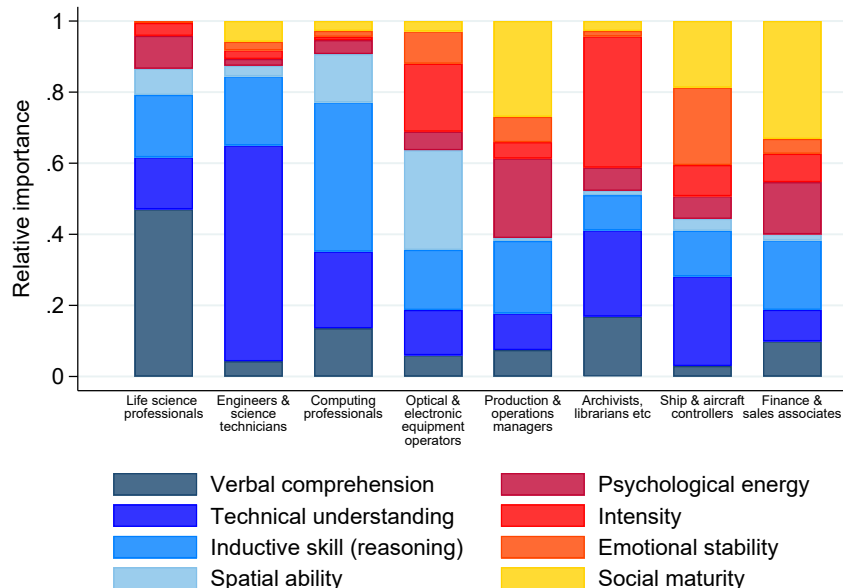 Relative importance
1
.8
.6
.4
.2
0
Life science
professionals
Engineers &
science
technicians
Computing
professionals
Optical &
electronic
equipment
operators
Production &
operations
managers
Archivists,
librarians etc
Ship & aircraft
controllers
Finance &
sales associates
Verbal comprehension
Technical understanding
Inductive skill (reasoning)
Spatial ability
Psychological energy
Intensity
Emotional stability
Social maturity